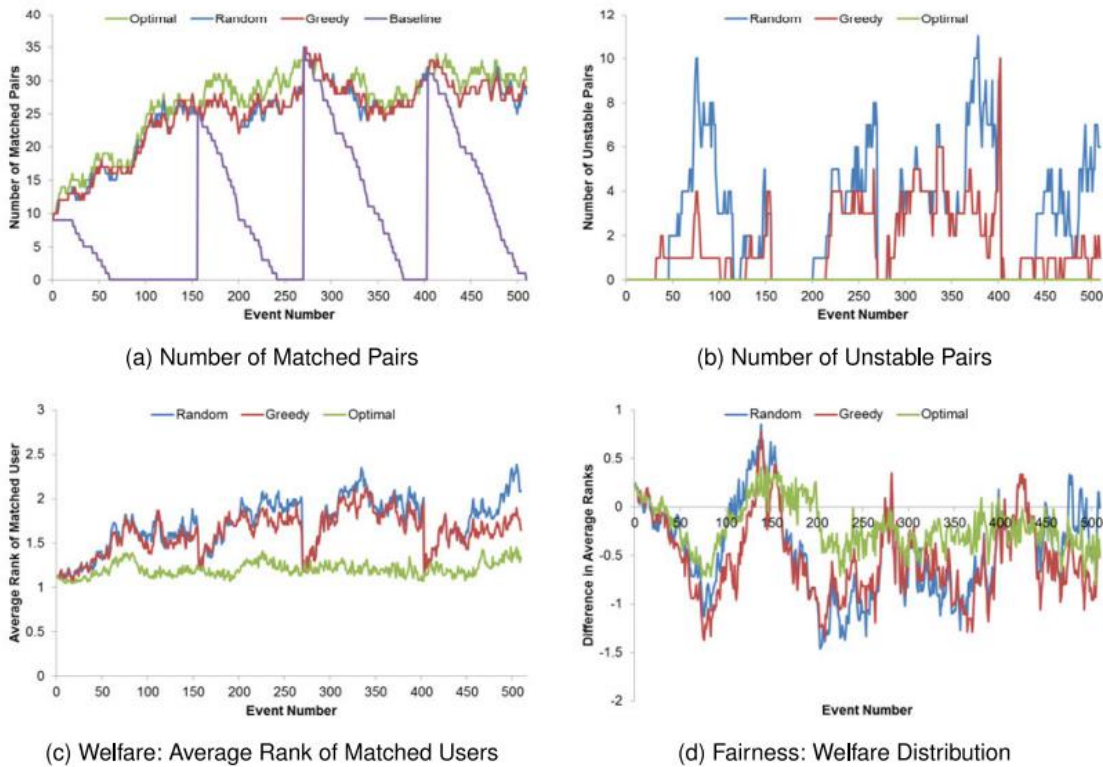 Optimal Random Greedy Baseline
40
35
30
25
20
15
10
5
0
Number of Matched Pairs
0 50 100 150 200 250 300 350 400 450 500
Event Number
(a) Number of Matched Pairs
Random Greedy Optimal
12
10
8
6
4
2
0
Number of Unstable Pairs
0 50 100 150 200 250 300 350 400 450 500
Event Number
(b) Number of Unstable Pairs
Random Greedy Optimal
3
2.5
2
1.5
1
0.5
0
Average Rank of Matched User
0 50 100 150 200 250 300 350 400 450 500
Event Number
(c) Welfare: Average Rank of Matched Users
Random Greedy Optimal
1
0.5
0
-0.5
-1
-1.5
-2
Difference in Average Ranks
0 50 100 150 200 250 300 350 400 450 500
Event Number
(d) Fairness: Welfare Distribution